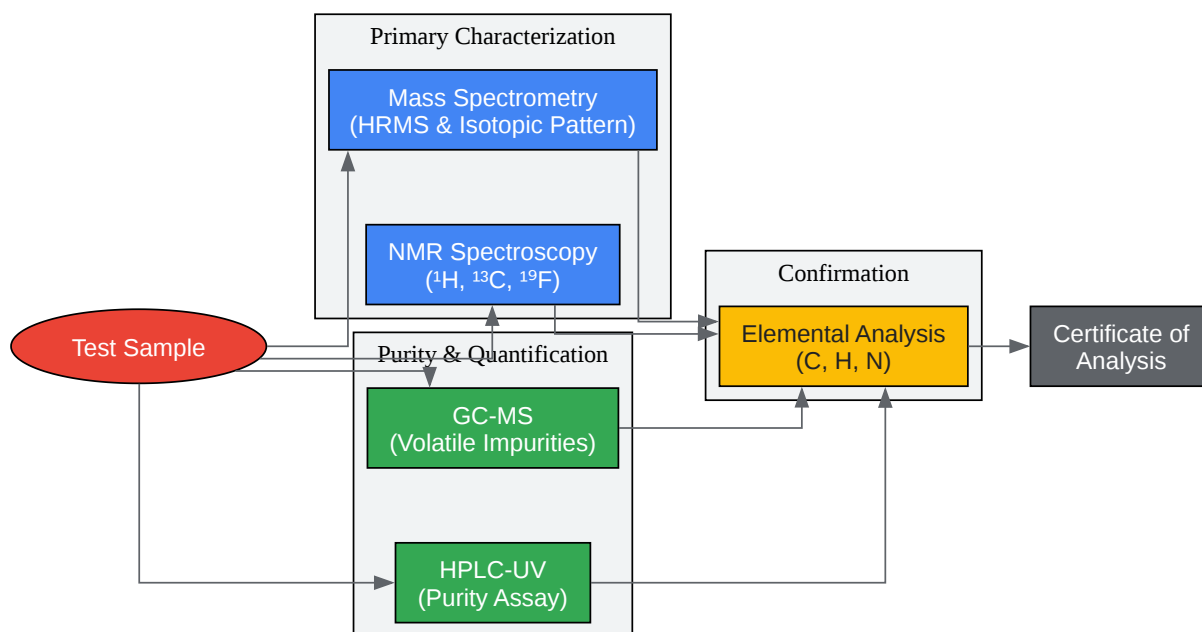 Primary Characterization
Mass Spectrometry
(HRMS & Isotopic Pattern)
NMR Spectroscopy
(¹H, ¹³C, ¹⁹F)
Test Sample
Purity & Quantification
GC-MS
(Volatile Impurities)
HPLC-UV
(Purity Assay)
Confirmation
Elemental Analysis
(C, H, N)
Certificate of
Analysis